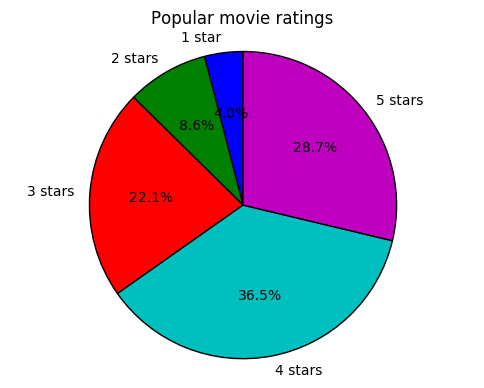 Popular movie ratings
1 star
2 stars
5 stars
4.0%
8.6%
28.7%
3 stars
22.1%
36.5%
4 stars